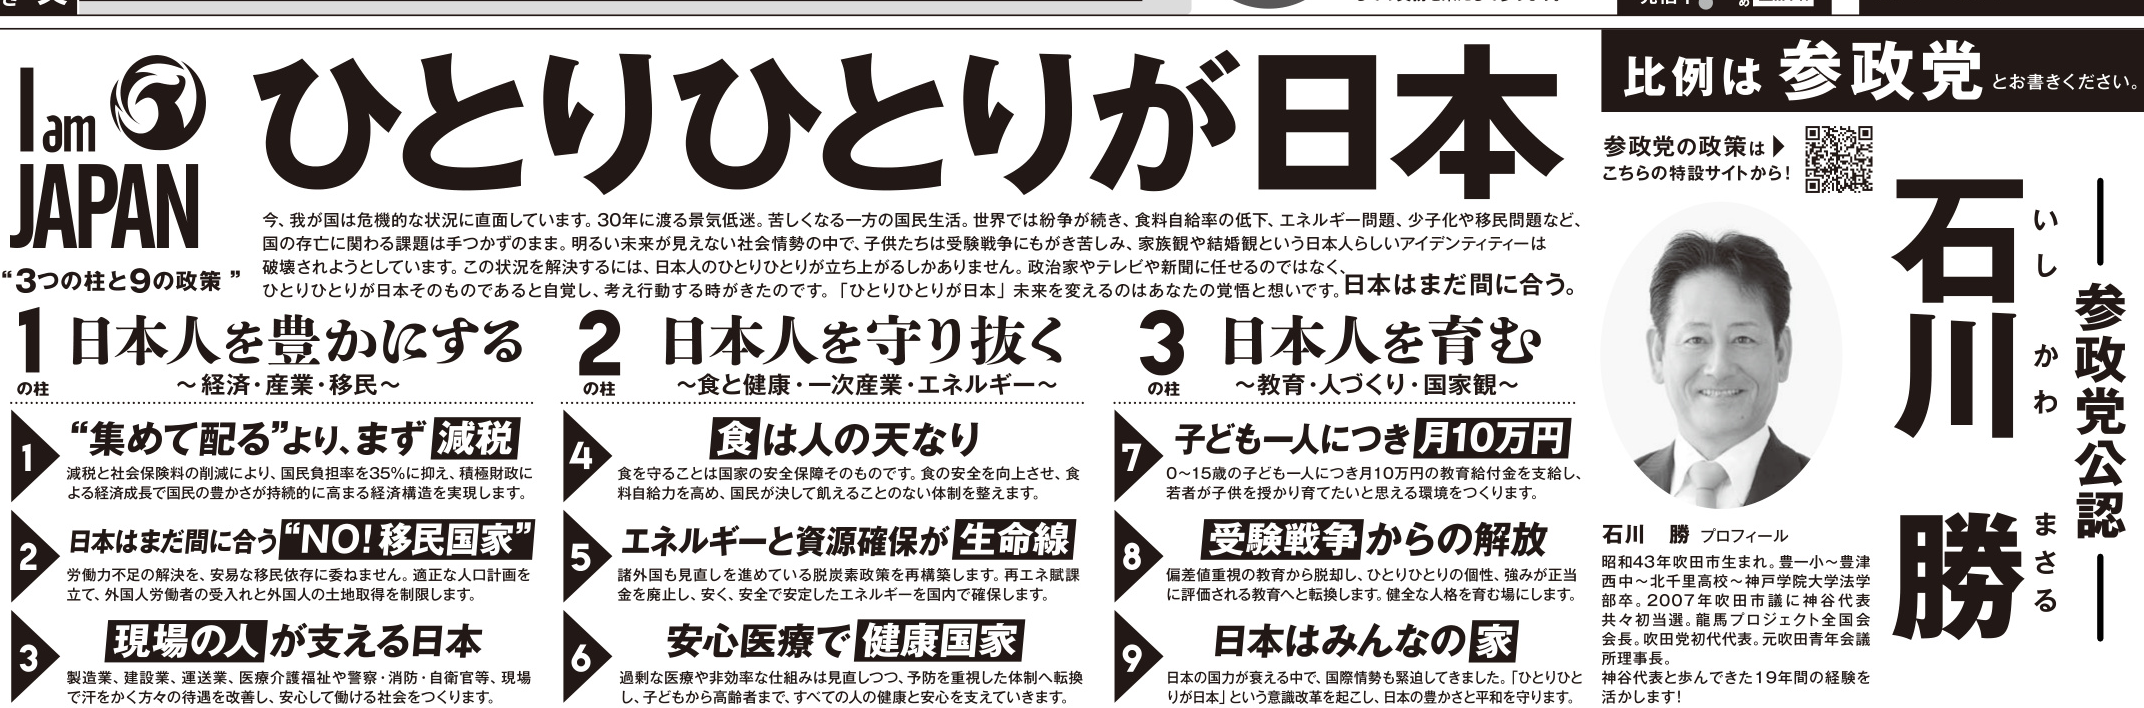 I am
JAPAN
“3つの柱と9の政策 ”
ひとりひとりが日本
今、我が国は危機的な状況に直面しています。30年に渡る景気低迷。苦しくなる一方の国民生活。世界では紛争が続き、食料自給率の低下、エネルギー問題、少子化や移民問題など、
国の存亡に関わる課題は手つかずのまま。明るい未来が見えない社会情勢の中で、子供たちは受験戦争にもがき苦しみ、家族観や結婚観という日本人らしいアイデンティティーは
破壊されようとしています。この状況を解決するには、日本人のひとりひとりが立ち上がるしかありません。政治家やテレビや新聞に任せるのではなく、
ひとりひとりが日本そのものであると自覚し、考え行動する時がきたのです。「ひとりひとりが日本」未来を変えるのはあなたの覚悟と想いです。日本はまだ間に合う。
1の柱 日本人を豊かにする
～経済・産業・移民～
1 “集めて配る”より、まず 減税
減税と社会保険料の削減により、国民負担率を35%に抑え、積極財政に
よる経済成長で国民の豊かさが持続的に高まる経済構造を実現します。
2 日本はまだ間に合う “NO! 移民国家”
労働力不足の解決を、安易な移民依存に委ねません。適正な人口計画を
立て、外国人労働者の受入れと外国人の土地取得を制限します。
3 現場の人 が支える日本
製造業、建設業、運送業、医療介護福祉や警察・消防・自衛官等、現場
で汗をかく方々の待遇を改善し、安心して働ける社会をつくります。
2の柱 日本人を守り抜く
～食と健康・一次産業・エネルギー～
4 食は人の天なり
食を守ることは国家の安全保障そのものです。食の安全を向上させ、食
料自給力を高め、国民が決して飢えることのない体制を整えます。
5 エネルギーと資源確保が 生命線
諸外国も見直しを進めている脱炭素政策を再構築します。再エネ賦課
金を廃止し、安く、安全で安定したエネルギーを国内で確保します。
6 安心医療で 健康国家
過剰な医療や非効率な仕組みは見直しつつ、予防を重視した体制へ転換
し、子どもから高齢者まで、すべての人の健康と安心を支えていきます。
3の柱 日本人を育む
～教育・人づくり・国家観～
7 子ども一人につき 月10万円
0～15歳の子ども一人につき月10万円の教育給付金を支給し、
若者が子供を授かり育てたいと思える環境をつくります。
8 受験戦争 からの解放
偏差値重視の教育から脱却し、ひとりひとりの個性、強みが正当
に評価される教育へと転換します。健全な人格を育む場にします。
9 日本はみんなの 家
日本の国力が衰える中で、国際情勢も緊迫してきました。「ひとりひと
りが日本」という意識改革を起こし、日本の豊かさと平和を守ります。
比例は 参政党 とお書きください。
参政党の政策は
こちらの特設サイトから!
参政党公認
石川 勝
いしかわ まさる
石川 勝 プロフィール
昭和43年吹田市生まれ。豊一小～豊津
西中～北千里高校～神戸学院大学法学
部卒。2007年吹田市議に神谷代表
共々初当選。龍馬プロジェクト全国会
会長。吹田党初代代表。元吹田青年会議
所理事長。
神谷代表と歩んできた19年間の経験を
活かします!